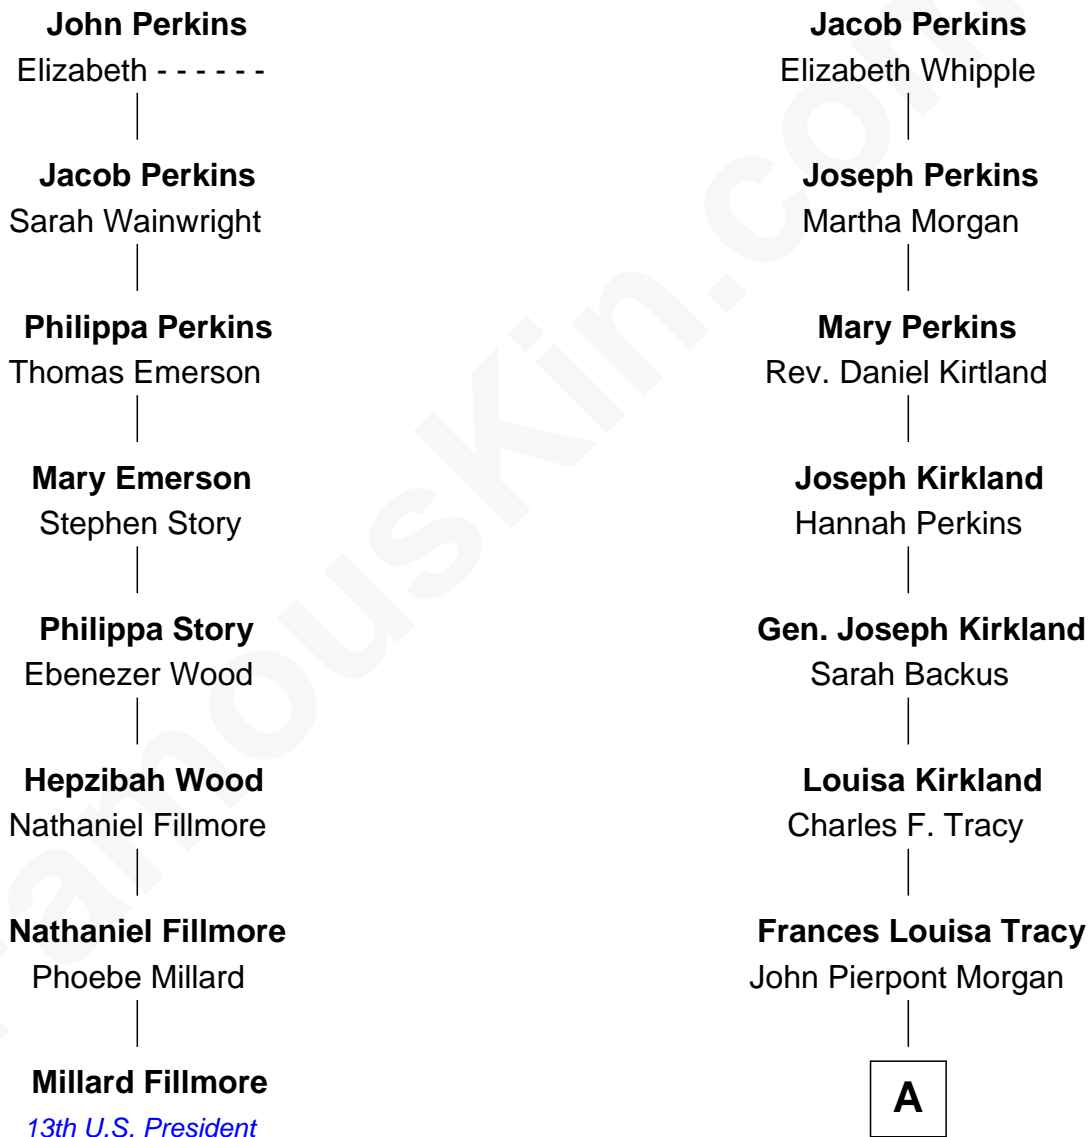 John Perkins
Elizabeth - - - - - -
Jacob Perkins
Sarah Wainwright
Philippa Perkins
Thomas Emerson
Mary Emerson
Stephen Story
Philippa Story
Ebenezer Wood
Hepzibah Wood
Nathaniel Fillmore
Nathaniel Fillmore
Phoebe Millard
Millard Fillmore
13th U.S. President
Jacob Perkins
Elizabeth Whipple
Joseph Perkins
Martha Morgan
Mary Perkins
Rev. Daniel Kirtland
Joseph Kirkland
Hannah Perkins
Gen. Joseph Kirkland
Sarah Backus
Louisa Kirkland
Charles F. Tracy
Frances Louisa Tracy
John Pierpont Morgan
A
FamousKin.com